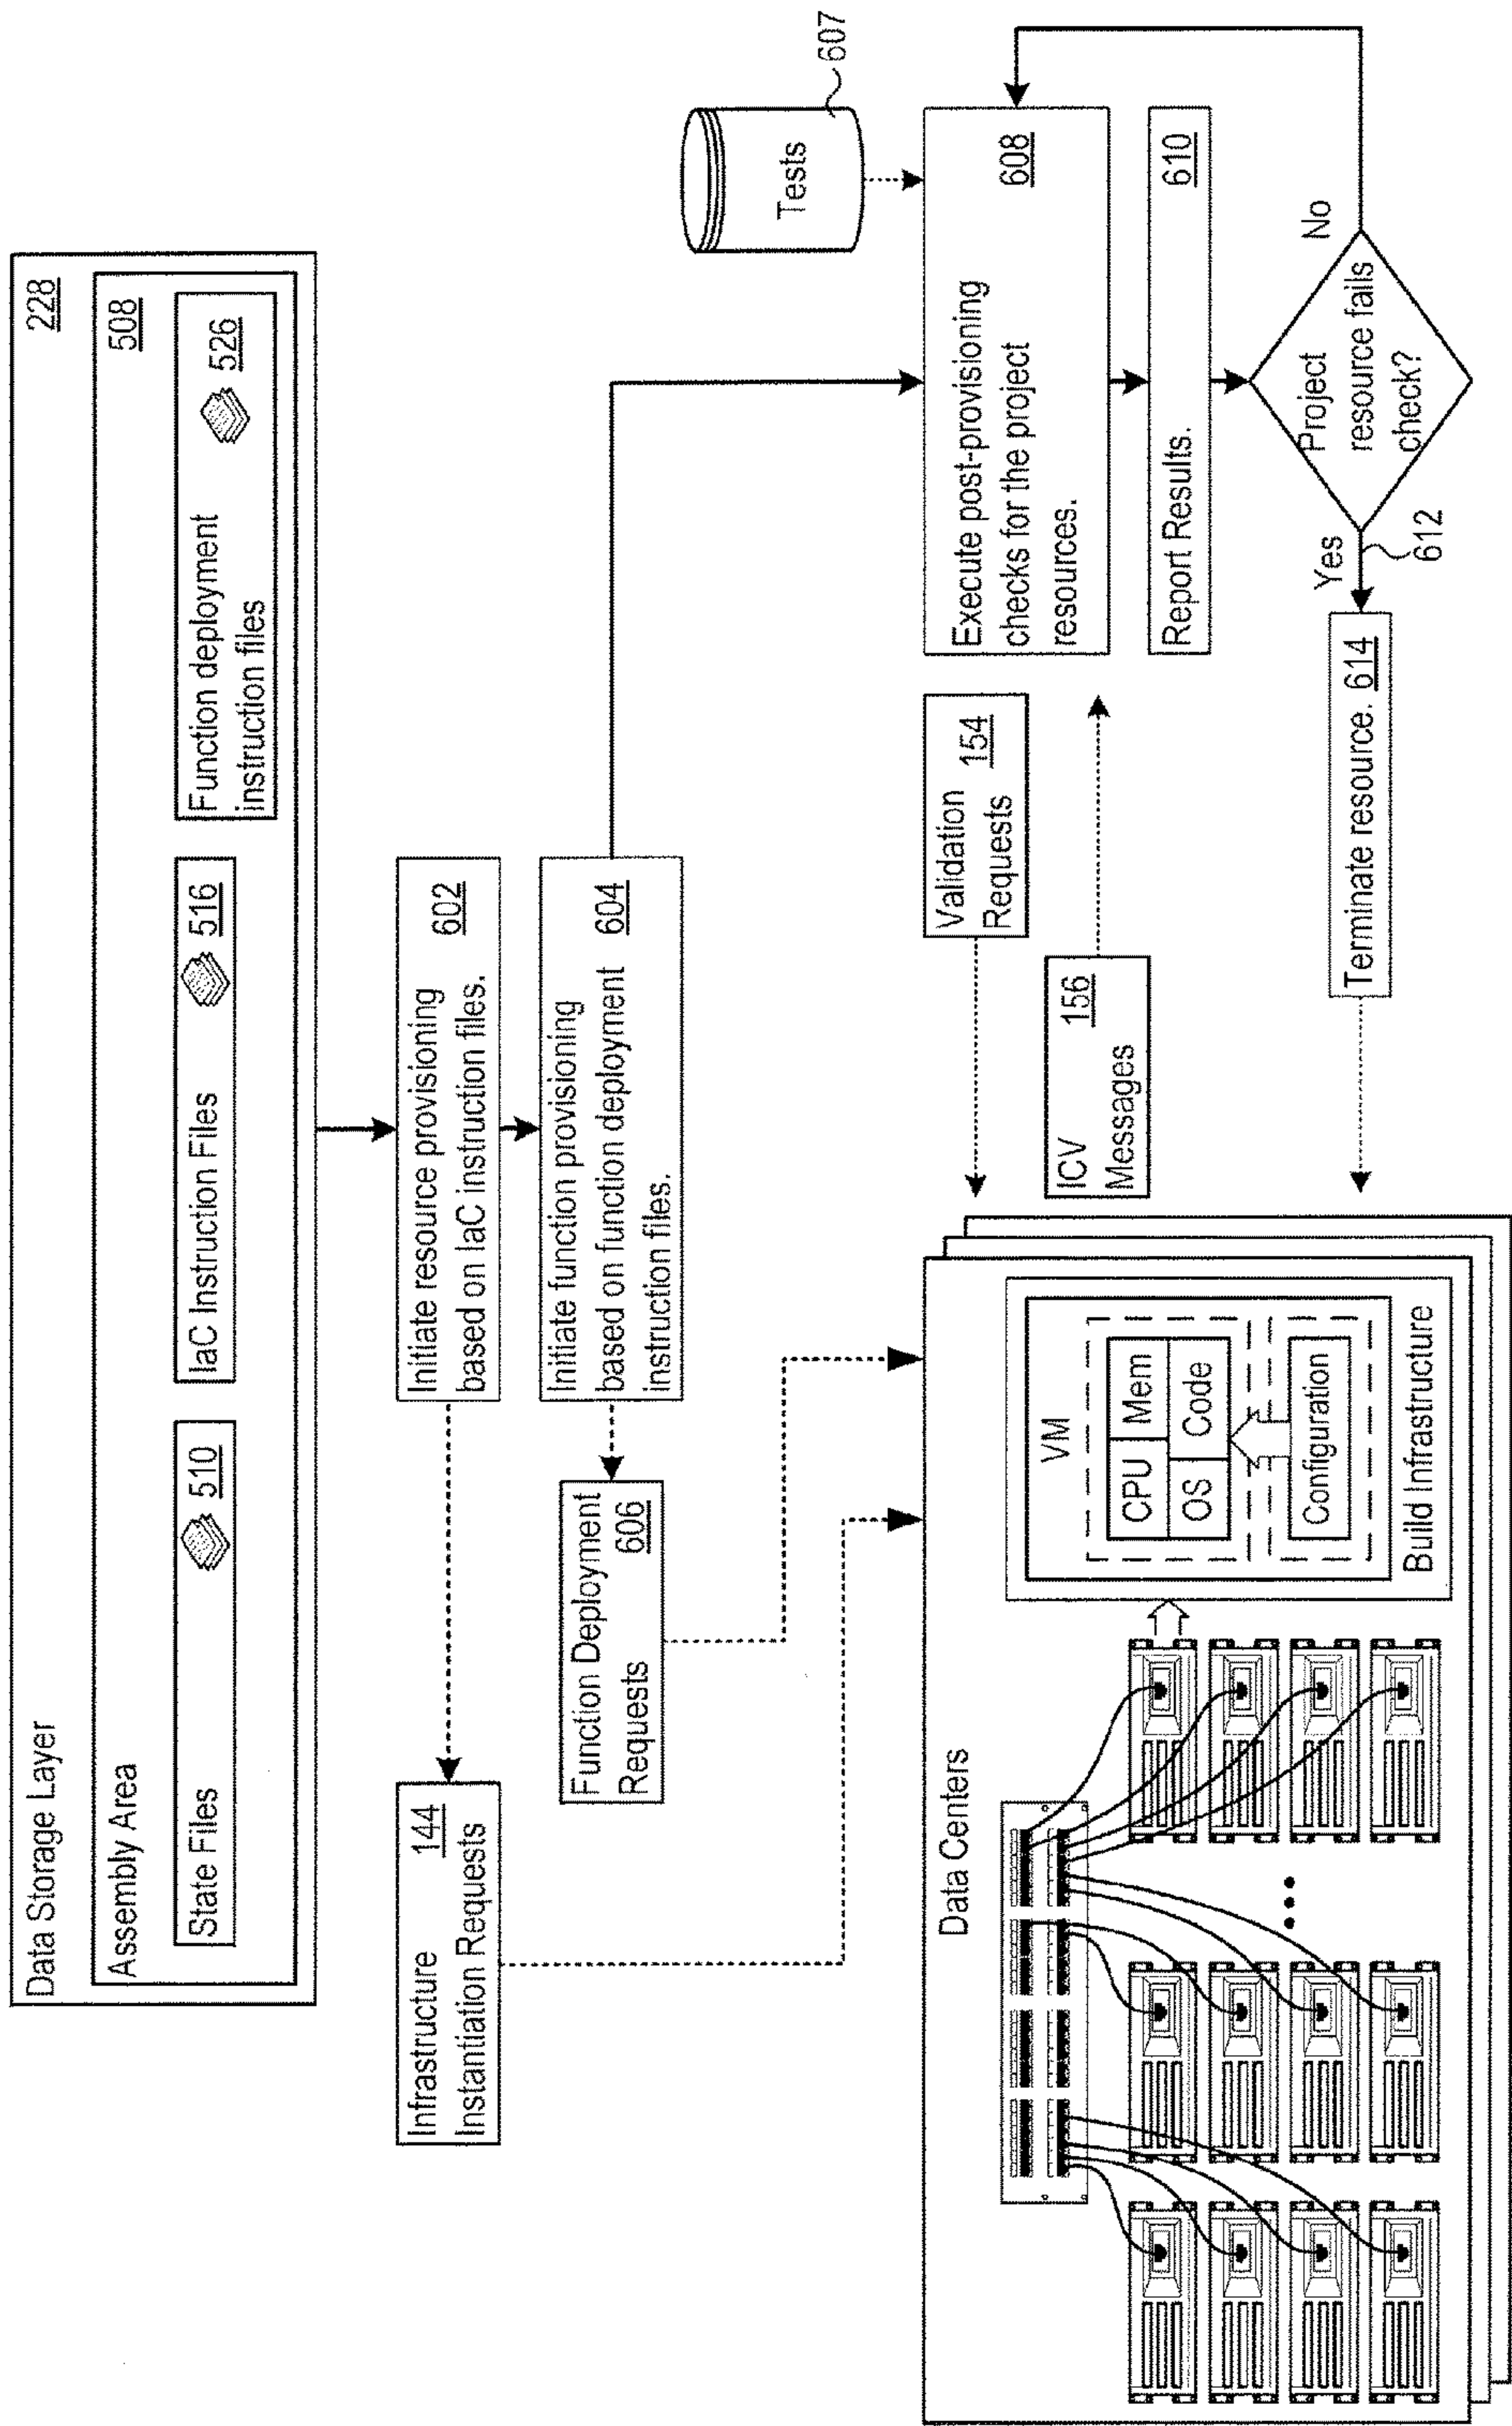 Data Storage Layer
228
Assembly Area
508
State Files
510
IaC Instruction Files
516
Function deployment
instruction files
526
Initiate resource provisioning
based on IaC instruction files.
602
Initiate function provisioning
based on function deployment
instruction files.
604
Infrastructure
Instantiation Requests
144
Function Deployment
Requests
606
Tests
607
Execute post-provisioning
checks for the project
resources.
608
Report Results.
610
Project
resource fails
check?
No
Yes
612
Terminate resource. 614
Validation
Requests
154
ICV
Messages
156
Data Centers
VM
CPU
Mem
OS
Code
Configuration
Build Infrastructure